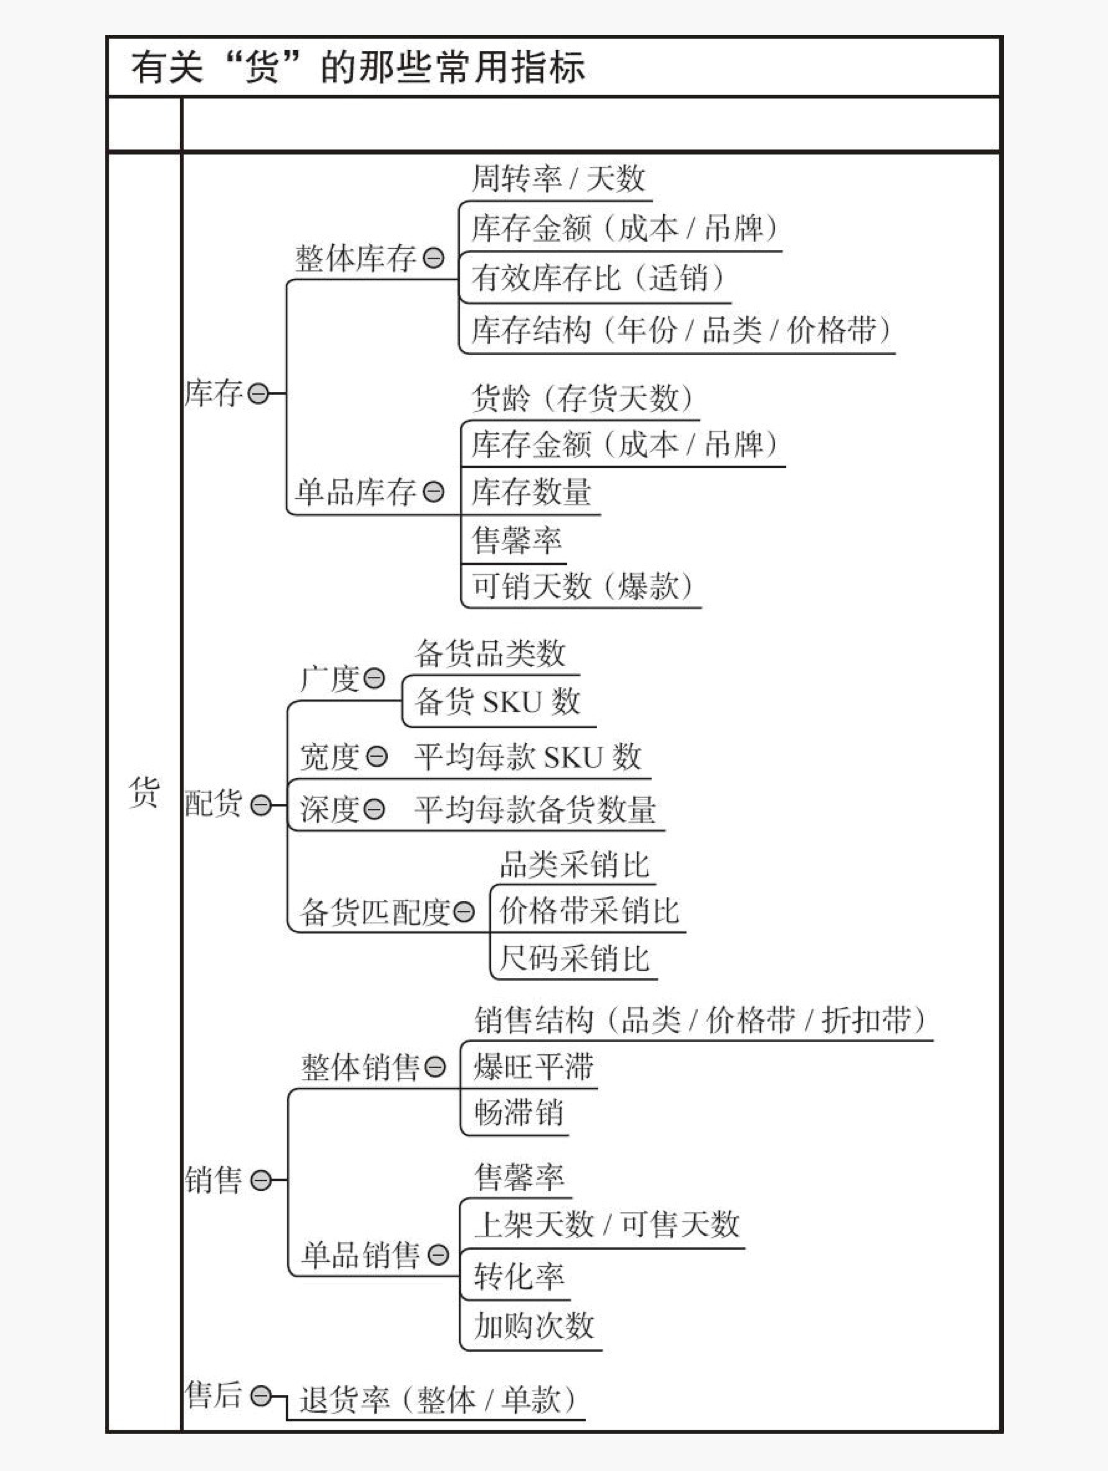 有关“货”的那些常用指标
货
库存
整体库存
周转率 / 天数
库存金额（成本 / 吊牌）
有效库存比（适销）
库存结构（年份 / 品类 / 价格带）
单品库存
货龄（存货天数）
库存金额（成本 / 吊牌）
库存数量
售馨率
可销天数（爆款）
配货
广度
备货品类数
备货 SKU 数
宽度
平均每款 SKU 数
深度
平均每款备货数量
备货匹配度
品类采销比
价格带采销比
尺码采销比
销售
整体销售
销售结构（品类 / 价格带 / 折扣带）
爆旺平滞
畅滞销
单品销售
售馨率
上架天数 / 可售天数
转化率
加购次数
售后
退货率（整体 / 单款）